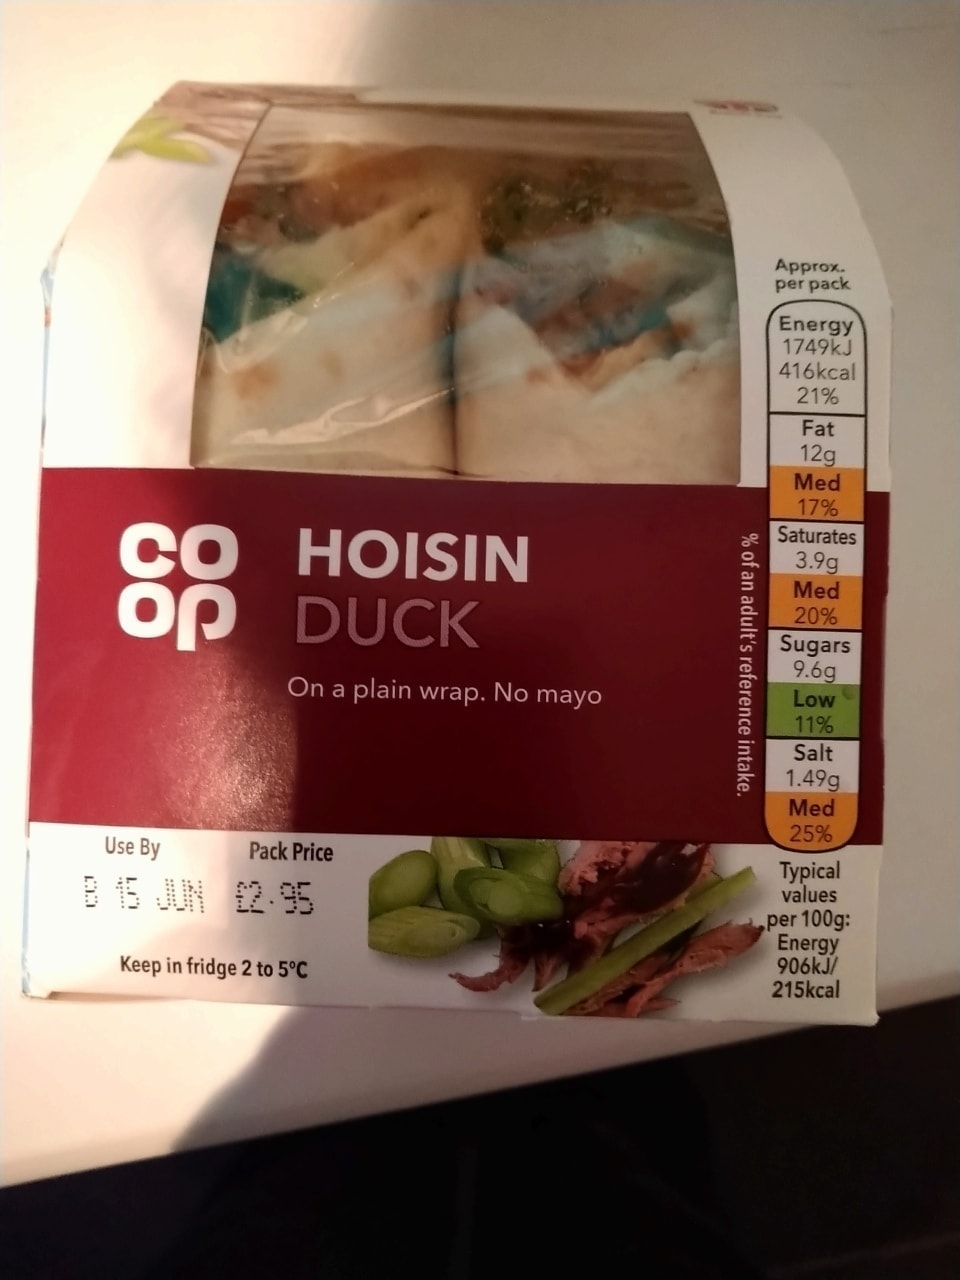 Approx.
per pack
Energy
1749kJ
416kcal
21%
Fat
12g
Med
17%
Saturates
3.9g
Med
20%
Sugars
9.6g
Low
11%
Salt
1.49g
Med
25%
% of an adult's reference intake.
CO
OP
HOISIN
DUCK
On a plain wrap. No mayo
Use By
Pack Price
B 15 JUN £2.95
Keep in fridge 2 to 5°C
Typical
values
per 100g:
Energy
906kJ/
215kcal